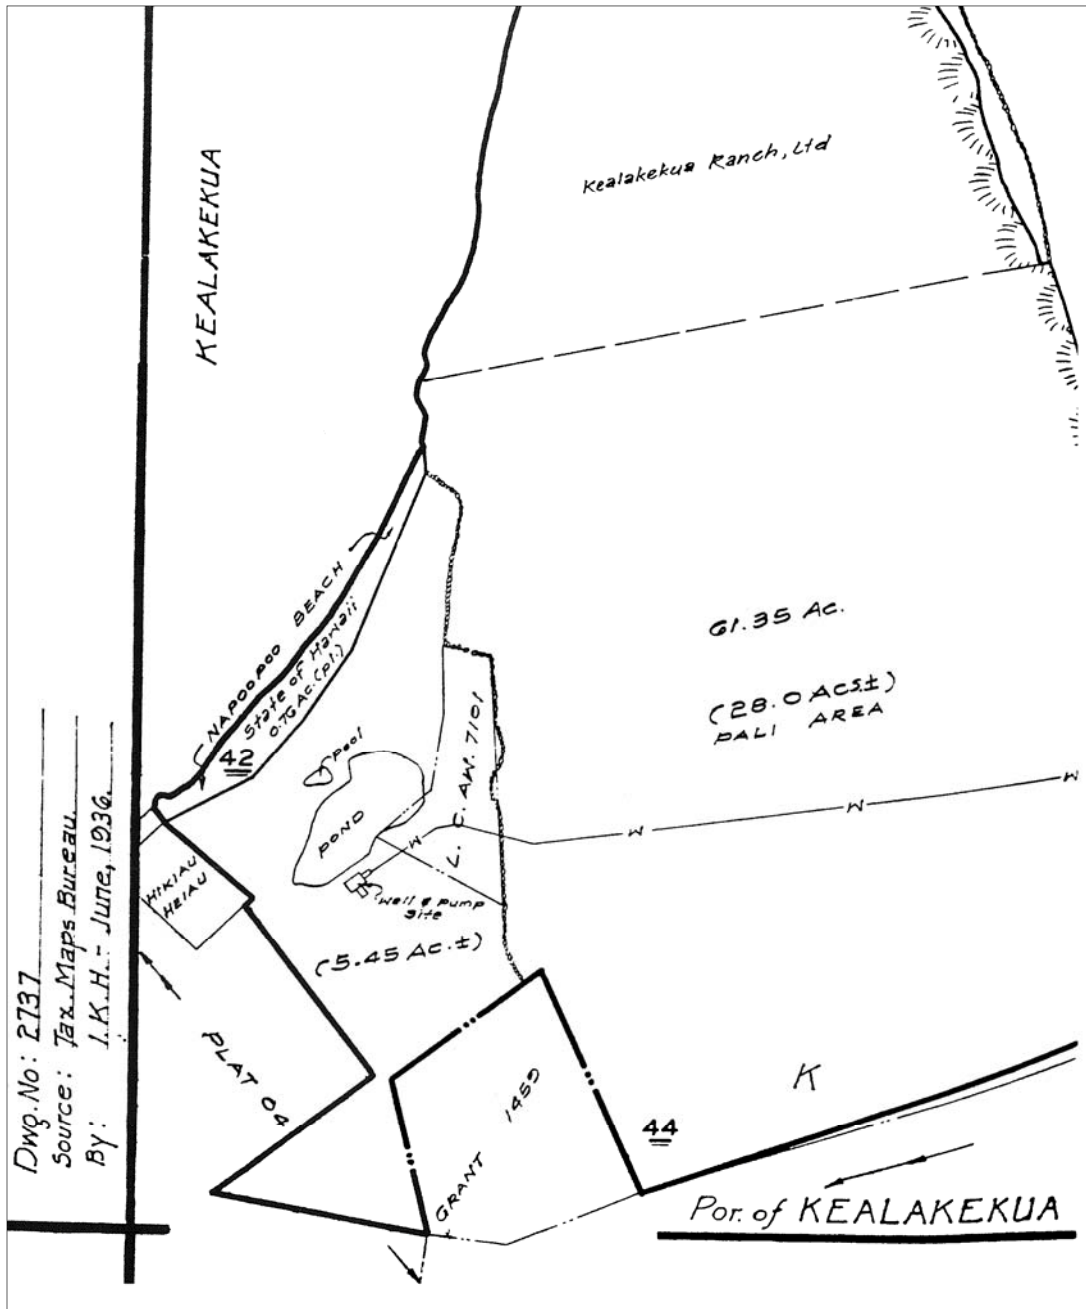 KEALAKEKUA
Kealakekua Ranch, Ltd
NAPOOPOO BEACH
State of Hawaii
0.76 Ac.(pl.)
42
61.35 Ac.
(28.0 ACS±)
PALI AREA
L. C. AW. 7101
Pool
POND
W
W
W
W
Well & Pump
Site
HIKIAU
HEIAU
(5.45 Ac.±)
PLAT 04
GRANT 1459
K
44
Por. of KEALAKEKUA
Dwg. No: 2737
Source: Tax Maps Bureau
By: I.K.H. - June, 1936.